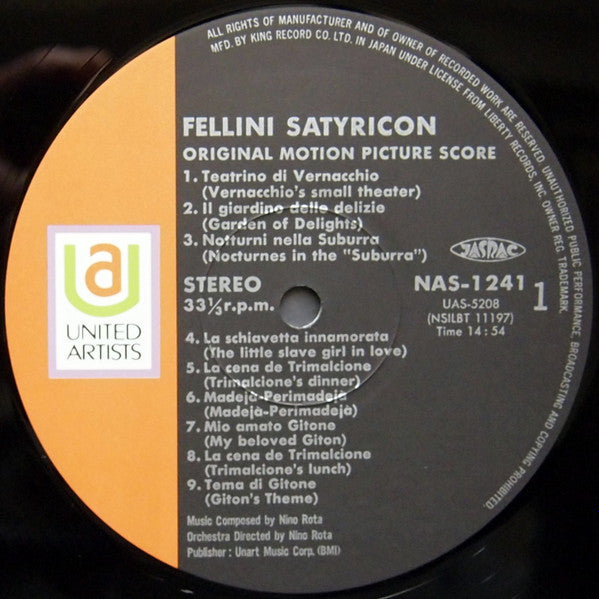 ALL RIGHTS OF MANUFACTURER AND OF OWNER OF RECORDED WORK ARE RESERVED. UNAUTHORIZED PUBLIC PERFORMANCE, BROADCASTING AND COPYING PROHIBITED.
MFD. BY KING RECORD CO. LTD. IN JAPAN UNDER LICENSE FROM LIBERTY RECORDS, INC. OWNER REG. TRADEMARK.
FELLINI SATYRICON
ORIGINAL MOTION PICTURE SCORE
1. Teatrino di Vernacchio
(Vernacchio's small theater)
2. Il giardino delle delizie
(Garden of Delights)
3. Notturni nella Suburra
(Nocturnes in the "Suburra")
JASRAC
STEREO
33⅓r.p.m.
NAS-1241
UAS-5208
(NSILBT 11197)
Time 14:54
1
ua
UNITED
ARTISTS
4. La schiavetta innamorata
(The little slave girl in love)
5. La cena de Trimalcione
(Trimalcione's dinner)
6. Madejà-Perimadejà
(Madejà-Perimadejà)
7. Mio amato Gitone
(My beloved Giton)
8. La cena de Trimalcione
(Trimalcione's lunch)
9. Tema di Gitone
(Giton's Theme)
Music Composed by Nino Rota
Orchestra Directed by Nino Rota
Publisher : Unart Music Corp. (BMI)